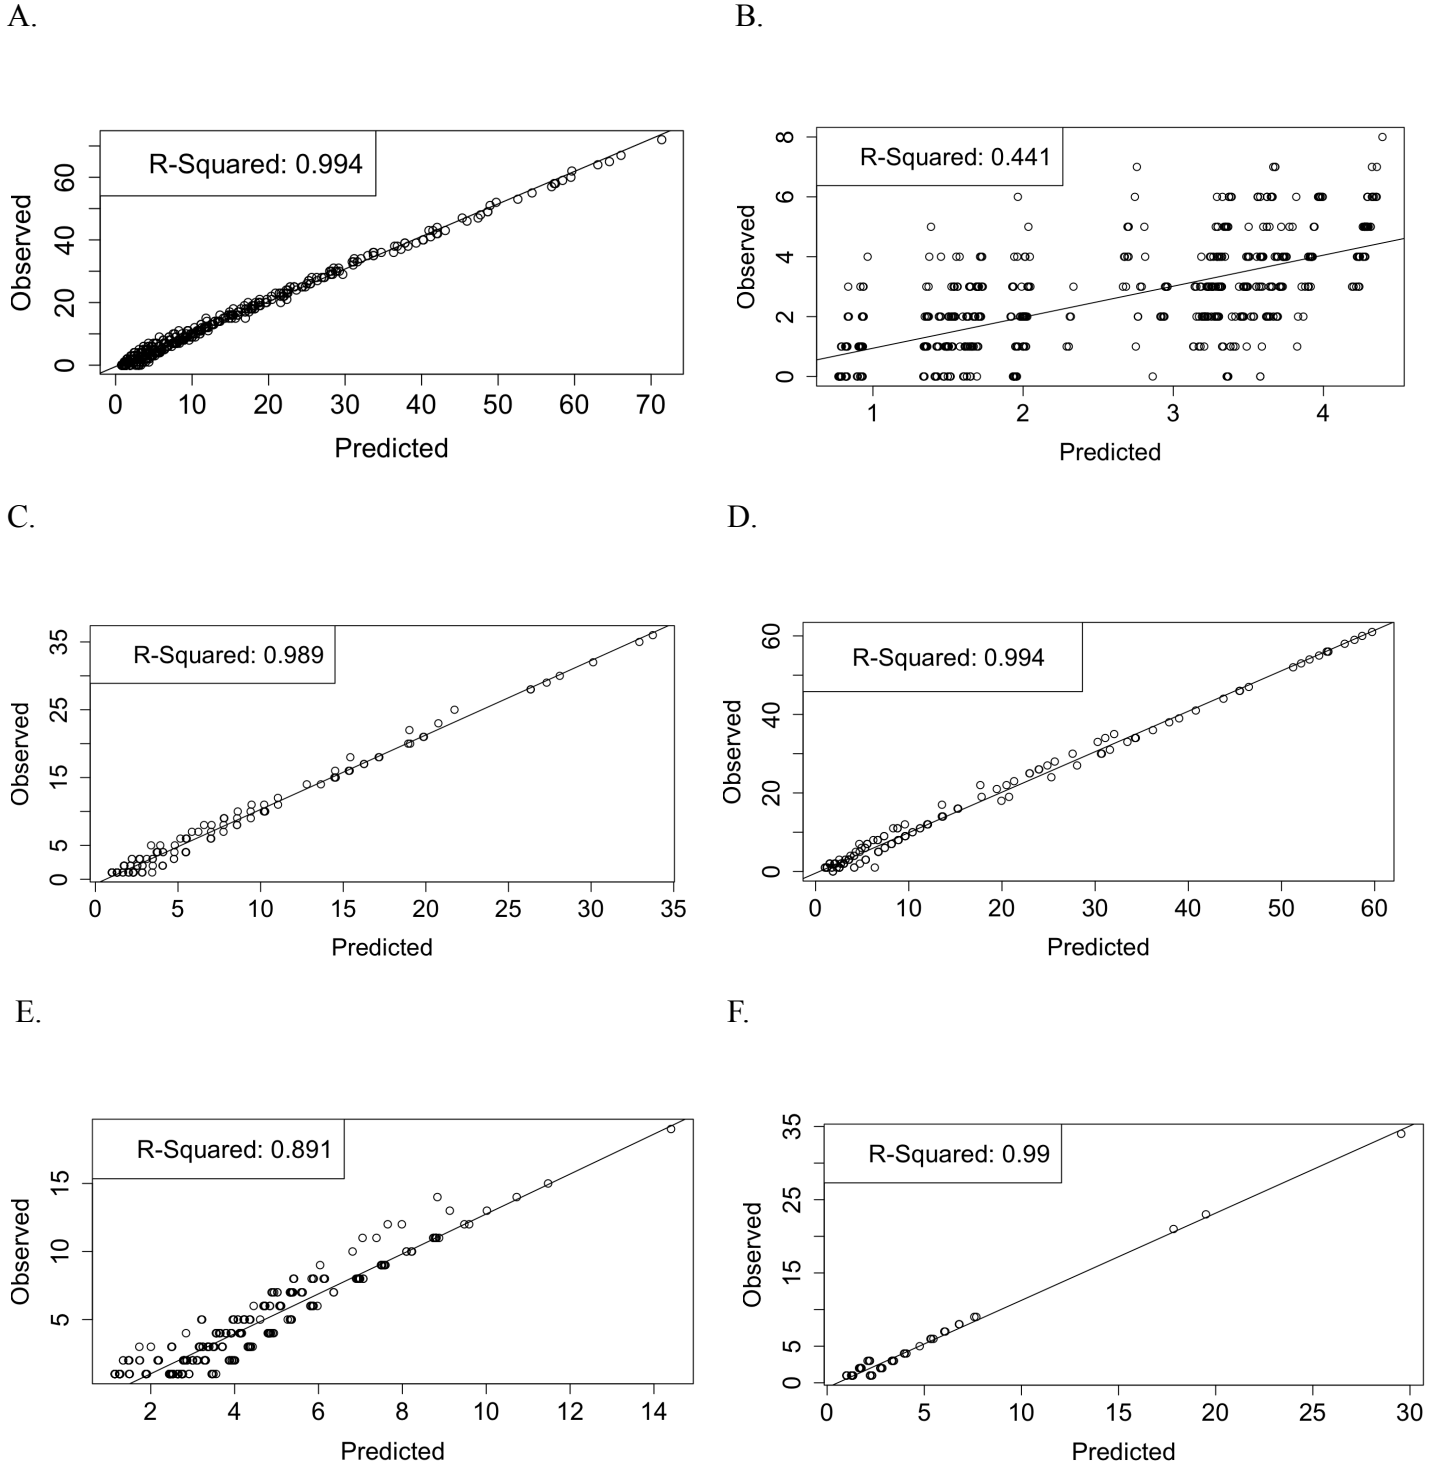 A.
B.
R-Squared: 0.994
R-Squared: 0.441
Observed
0 20 40 60
0 10 20 30 40 50 60 70
Predicted
Observed
0 2 4 6 8
1 2 3 4
Predicted
C.
D.
R-Squared: 0.989
R-Squared: 0.994
Observed
0 5 15 25 35
0 5 10 15 20 25 30 35
Predicted
Observed
0 20 40 60
0 10 20 30 40 50 60
Predicted
E.
F.
R-Squared: 0.891
R-Squared: 0.99
Observed
5 10 15
2 4 6 8 10 12 14
Predicted
Observed
0 5 15 25 35
0 5 10 15 20 25 30
Predicted